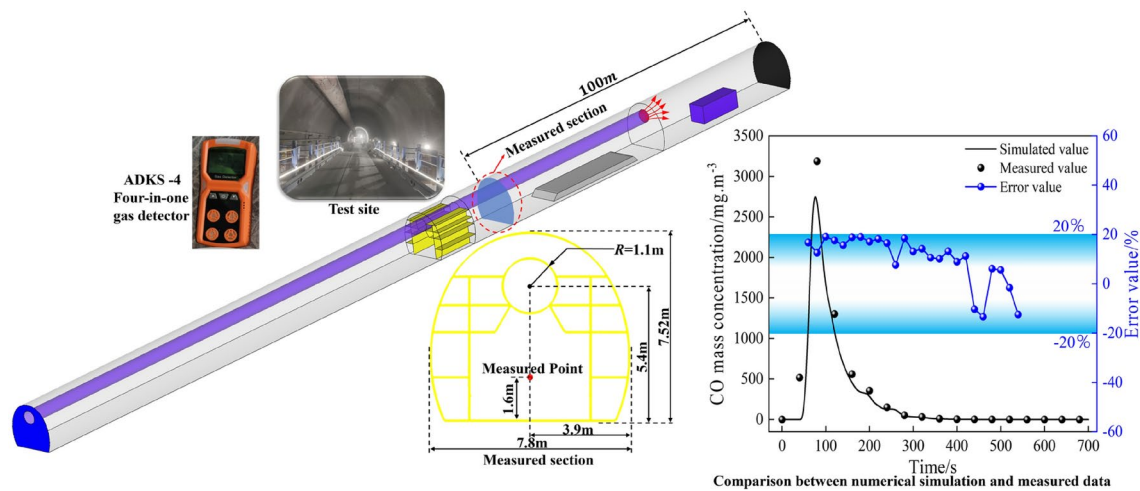 100m
Measured section
ADKS -4
Four-in-one
gas detector
Test site
R=1.1m
7.52m
5.4m
Measured Point
1.6m
3.9m
7.8m
Measured section
3500
3000
2500
2000
1500
1000
500
0
CO mass concentration/mg.m⁻³
Simulated value
Measured value
Error value/%
20%
-20%
60
40
20
0
-20
-40
-60
Error value/%
0 100 200 300 400 500 600 700
Time/s
Comparison between numerical simulation and measured data